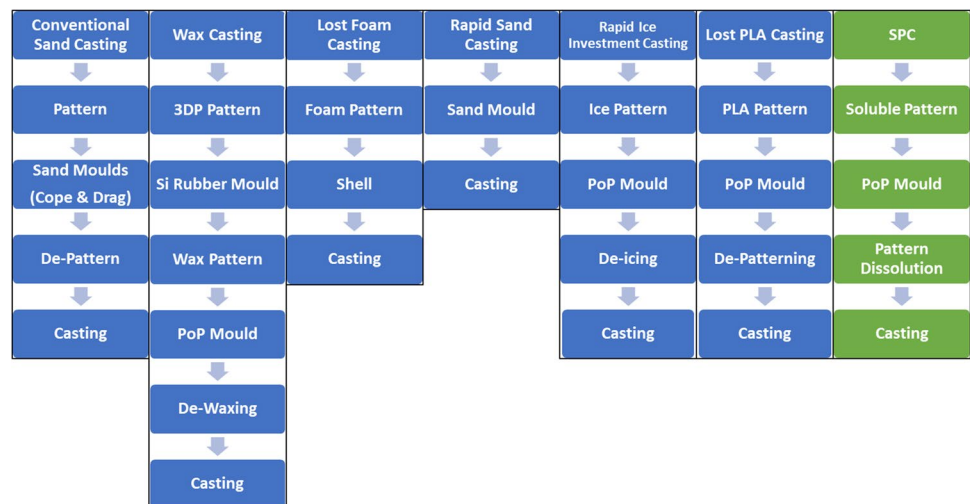 Conventional
Sand Casting
Pattern
Sand Moulds
(Cope & Drag)
De-Pattern
Casting
Wax Casting
3DP Pattern
Si Rubber Mould
Wax Pattern
PoP Mould
De-Waxing
Casting
Lost Foam
Casting
Foam Pattern
Shell
Casting
Rapid Sand
Casting
Sand Mould
Casting
Rapid Ice
Investment Casting
Ice Pattern
PoP Mould
De-icing
Casting
Lost PLA Casting
PLA Pattern
PoP Mould
De-Patterning
Casting
SPC
Soluble Pattern
PoP Mould
Pattern
Dissolution
Casting